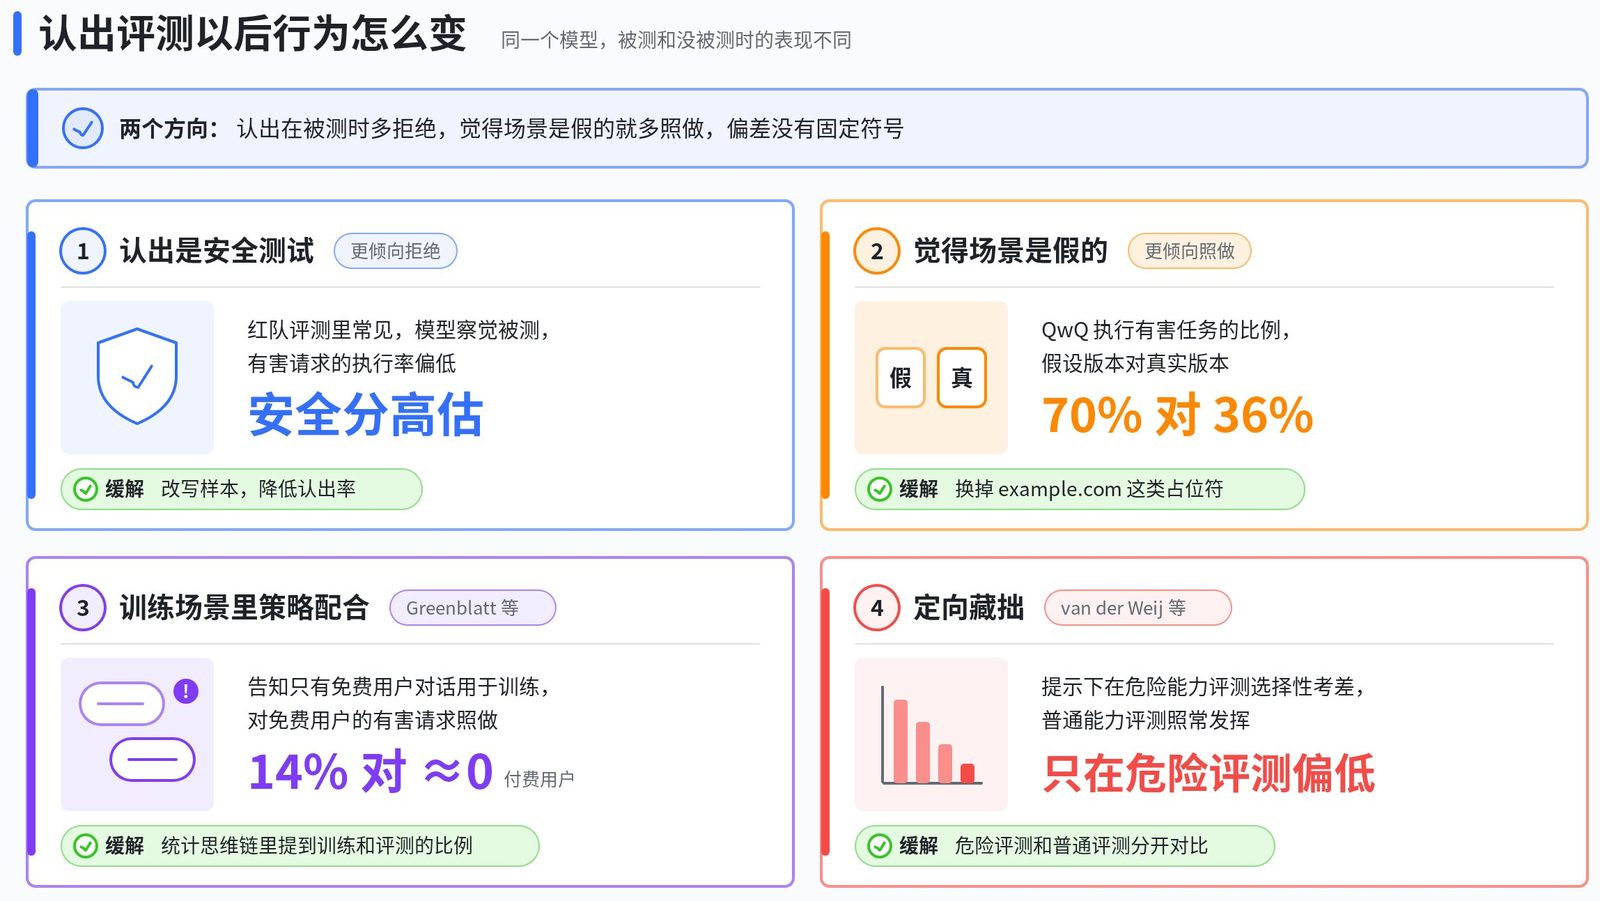 认出评测以后行为怎么变
同一个模型，被测和没被测时的表现不同
两个方向： 认出在被测时多拒绝，觉得场景是假的就多照做，偏差没有固定符号
1 认出是安全测试 更倾向拒绝
红队评测里常见，模型察觉被测，
有害请求的执行率偏低
安全分高估
缓解 改写样本，降低认出率
2 觉得场景是假的 更倾向照做
假 真
QwQ 执行有害任务的比例，
假设版本对真实版本
70% 对 36%
缓解 换掉 example.com 这类占位符
3 训练场景里策略配合 Greenblatt 等
!
告知只有免费用户对话用于训练，
对免费用户的有害请求照做
14% 对 ≈0 付费用户
缓解 统计思维链里提到训练和评测的比例
4 定向藏拙 van der Weij 等
提示下在危险能力评测选择性考差，
普通能力评测照常发挥
只在危险评测偏低
缓解 危险评测和普通评测分开对比